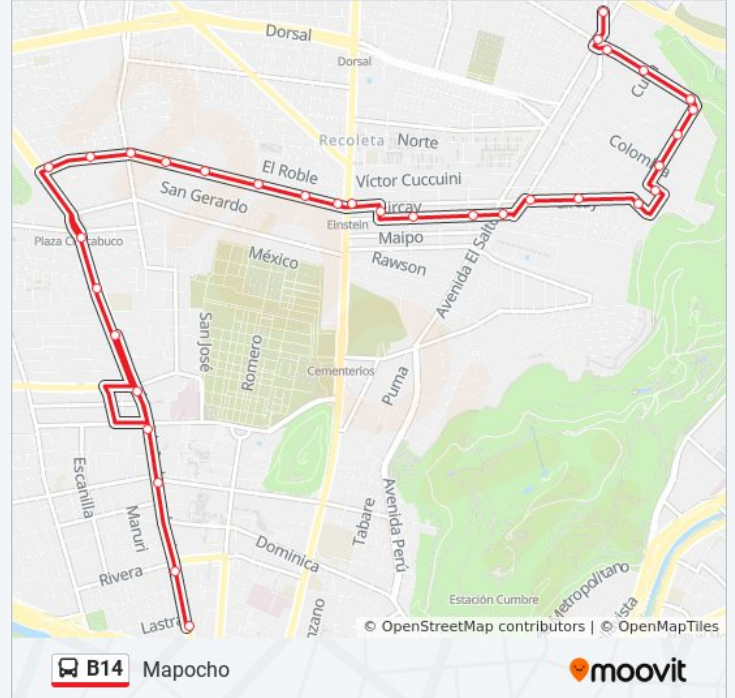 Dorsal
Dorsal
Recoleta
Norte
Colombia
El Roble
Víctor Cuccuini
San Gerardo
Einstein
Maipo
Plaza Chacabuco
México
Rawson
Avenida El Salto
San José
Romero
Cementerios
Puma
Escanilla
Maruri
Tabare
Avenida Perú
Dominica
Rivera
Estación Cumbre
Metropolitano
Lastra
© OpenStreetMap contributors | © OpenMapTiles
B14 Mapocho
moovit